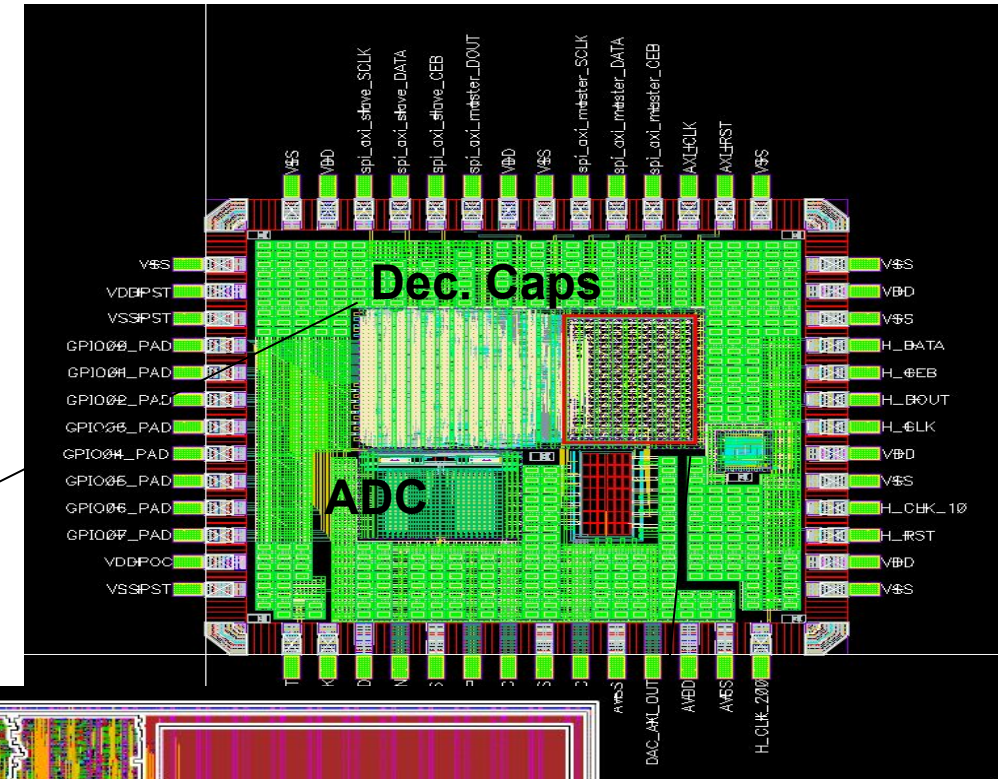 VSS
VDD
spi_axi_slave_SCLK
spi_axi_slave_DATA
spi_axi_slave_CEB
spi_axi_master_DOUT
VDD
VSS
spi_axi_master_SCLK
spi_axi_master_DATA
spi_axi_master_CEB
AXI_CLK
AXI_RST
VSS
Dec. Caps
ADC
VSS
VDDPST
VSSPST
GPIO00_PAD
GPIO01_PAD
GPIO02_PAD
GPIO03_PAD
GPIO04_PAD
GPIO05_PAD
GPIO06_PAD
GPIO07_PAD
VDDPOC
VSSPST
VSS
VDD
VSS
H_DATA
H_CEB
H_DOUT
H_CLK
VDD
VSS
H_CLK_10
H_RST
VDD
VSS
AVSS
DAC_AXI_OUT
AVDD
AVSS
H_CLK_200